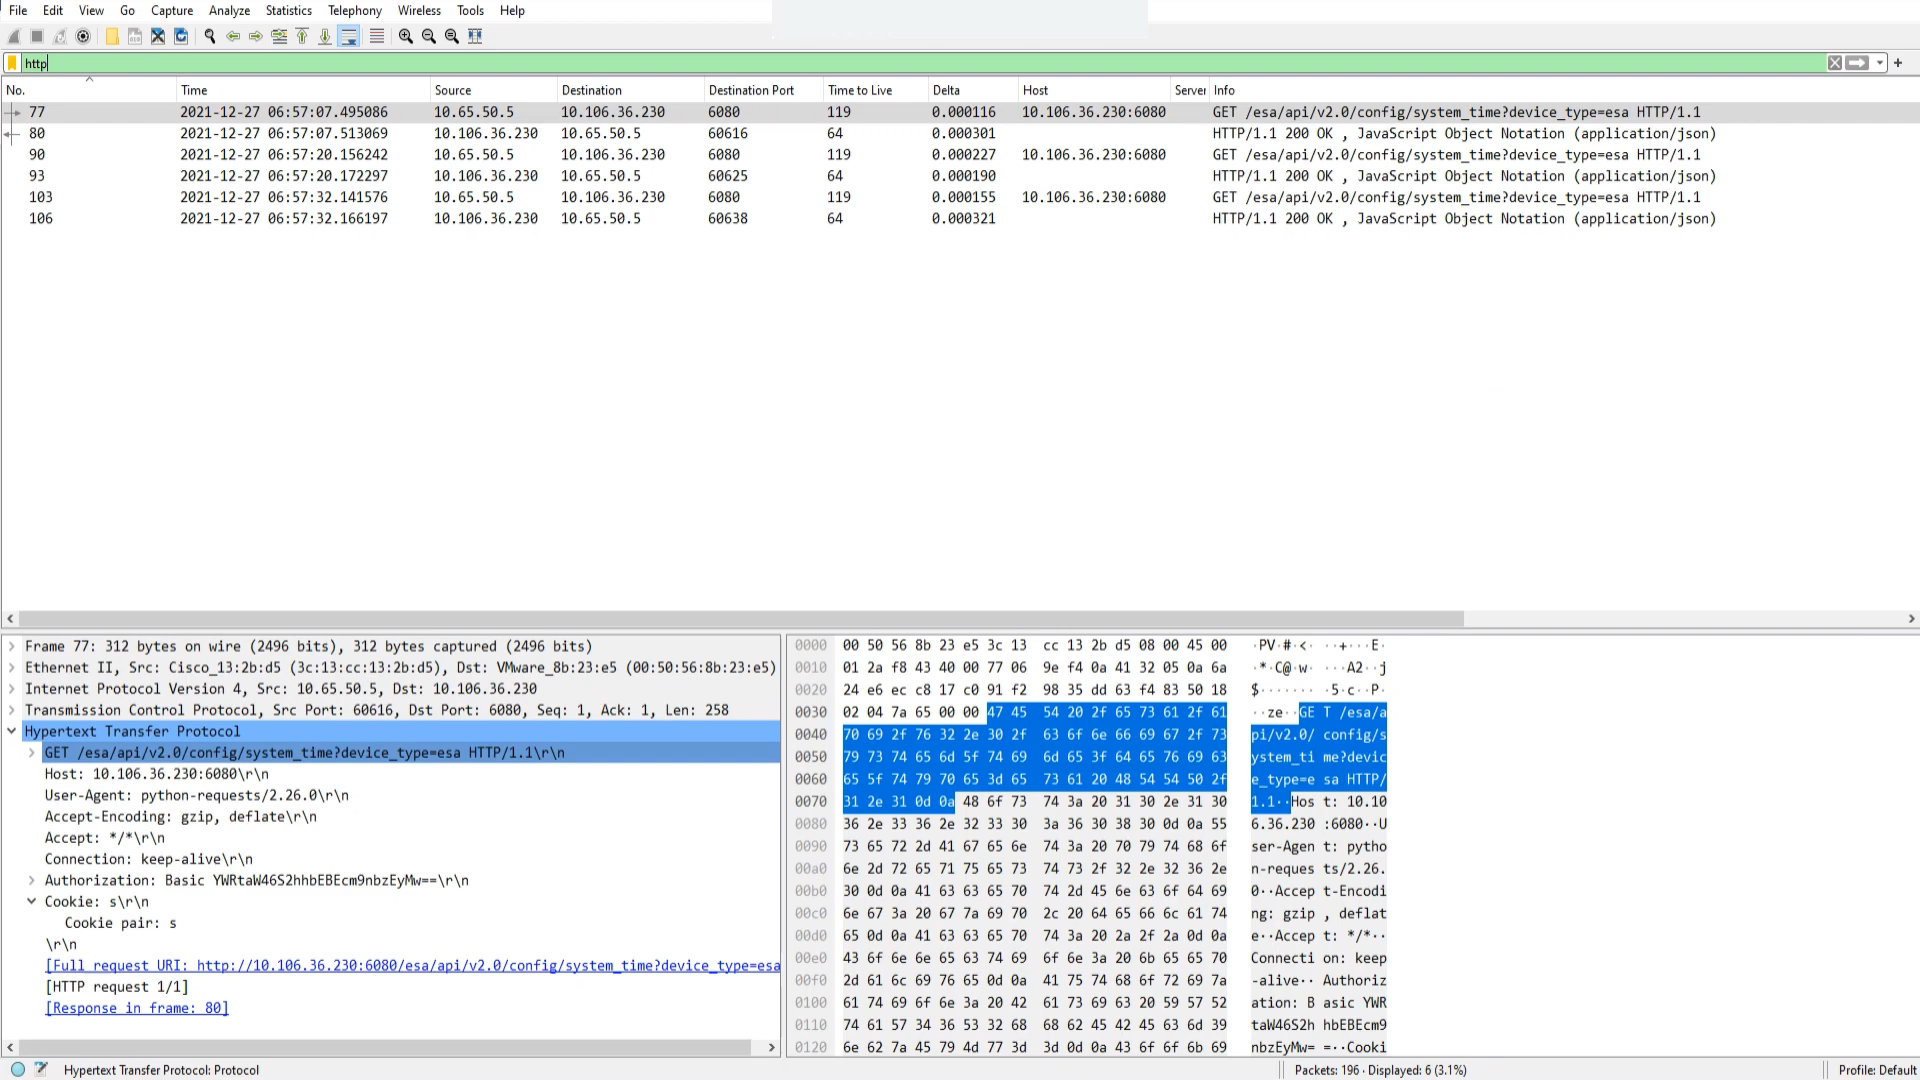 File Edit View Go Capture Analyze Statistics Telephony Wireless Tools Help
http
No. Time Source Destination Destination Port Time to Live Delta Host Server Info
77 2021-12-27 06:57:07.495086 10.65.50.5 10.106.36.230 6080 119 0.000116 10.106.36.230:6080 GET /esa/api/v2.0/config/system_time?device_type=esa HTTP/1.1
80 2021-12-27 06:57:07.513069 10.106.36.230 10.65.50.5 60616 64 0.000301 HTTP/1.1 200 OK , JavaScript Object Notation (application/json)
90 2021-12-27 06:57:20.156242 10.65.50.5 10.106.36.230 6080 119 0.000227 10.106.36.230:6080 GET /esa/api/v2.0/config/system_time?device_type=esa HTTP/1.1
93 2021-12-27 06:57:20.172297 10.106.36.230 10.65.50.5 60625 64 0.000190 HTTP/1.1 200 OK , JavaScript Object Notation (application/json)
103 2021-12-27 06:57:32.141576 10.65.50.5 10.106.36.230 6080 119 0.000155 10.106.36.230:6080 GET /esa/api/v2.0/config/system_time?device_type=esa HTTP/1.1
106 2021-12-27 06:57:32.166197 10.106.36.230 10.65.50.5 60638 64 0.000321 HTTP/1.1 200 OK , JavaScript Object Notation (application/json)
Frame 77: 312 bytes on wire (2496 bits), 312 bytes captured (2496 bits)
Ethernet II, Src: Cisco_13:2b:d5 (3c:13:cc:13:2b:d5), Dst: VMware_8b:23:e5 (00:50:56:8b:23:e5)
Internet Protocol Version 4, Src: 10.65.50.5, Dst: 10.106.36.230
Transmission Control Protocol, Src Port: 60616, Dst Port: 6080, Seq: 1, Ack: 1, Len: 258
Hypertext Transfer Protocol
GET /esa/api/v2.0/config/system_time?device_type=esa HTTP/1.1\r\n
Host: 10.106.36.230:6080\r\n
User-Agent: python-requests/2.26.0\r\n
Accept-Encoding: gzip, deflate\r\n
Accept: */*\r\n
Connection: keep-alive\r\n
Authorization: Basic YWRtaW46S2hhbEBEcm9nbzEyMw==\r\n
Cookie: s\r\n
Cookie pair: s
\r\n
[Full request URI: http://10.106.36.230:6080/esa/api/v2.0/config/system_time?device_type=esa
[HTTP request 1/1]
[Response in frame: 80]
0000 00 50 56 8b 23 e5 3c 13 cc 13 2b d5 08 00 45 00 ·PV·#·<· ··+···E·
0010 01 2a f8 43 40 00 77 06 9e f4 0a 41 32 05 0a 6a ·*·C@·w· ···A2··j
0020 24 e6 ec c8 17 c0 91 f2 98 35 dd 63 f4 83 50 18 $······· ·5·c··P·
0030 02 04 7a 65 00 00 47 45 54 20 2f 65 73 61 2f 61 ··ze··GE T /esa/a
0040 70 69 2f 76 32 2e 30 2f 63 6f 6e 66 69 67 2f 73 pi/v2.0/ config/s
0050 79 73 74 65 6d 5f 74 69 6d 65 3f 64 65 76 69 63 ystem_ti me?devic
0060 65 5f 74 79 70 65 3d 65 73 61 20 48 54 54 50 2f e_type=e sa HTTP/
0070 31 2e 31 0d 0a 48 6f 73 74 3a 20 31 30 2e 31 30 1.1··Hos t: 10.10
0080 36 2e 33 36 2e 32 33 30 3a 36 30 38 30 0d 0a 55 6.36.230 :6080··U
0090 73 65 72 2d 41 67 65 6e 74 3a 20 70 79 74 68 6f ser-Agen t: pytho
00a0 6e 2d 72 65 71 75 65 73 74 73 2f 32 2e 32 36 2e n-reques ts/2.26.
00b0 30 0d 0a 41 63 63 65 70 74 2d 45 6e 63 6f 64 69 0··Accep t-Encodi
00c0 6e 67 3a 20 67 7a 69 70 2c 20 64 65 66 6c 61 74 ng: gzip , deflat
00d0 65 0d 0a 41 63 63 65 70 74 3a 20 2a 2f 2a 0d 0a e··Accep t: */*··
00e0 43 6f 6e 6e 65 63 74 69 6f 6e 3a 20 6b 65 65 70 Connecti on: keep
00f0 2d 61 6c 69 76 65 0d 0a 41 75 74 68 6f 72 69 7a -alive·· Authoriz
0100 61 74 69 6f 6e 3a 20 42 61 73 69 63 20 59 57 52 ation: B asic YWR
0110 74 61 57 34 36 53 32 68 68 62 45 42 45 63 6d 39 taW46S2h hbEBEcm9
0120 6e 62 7a 45 79 4d 77 3d 3d 0d 0a 43 6f 6f 6b 69 nbzEyMw= =··Cooki
Hypertext Transfer Protocol: Protocol Packets: 196 · Displayed: 6 (3.1%) Profile: Default